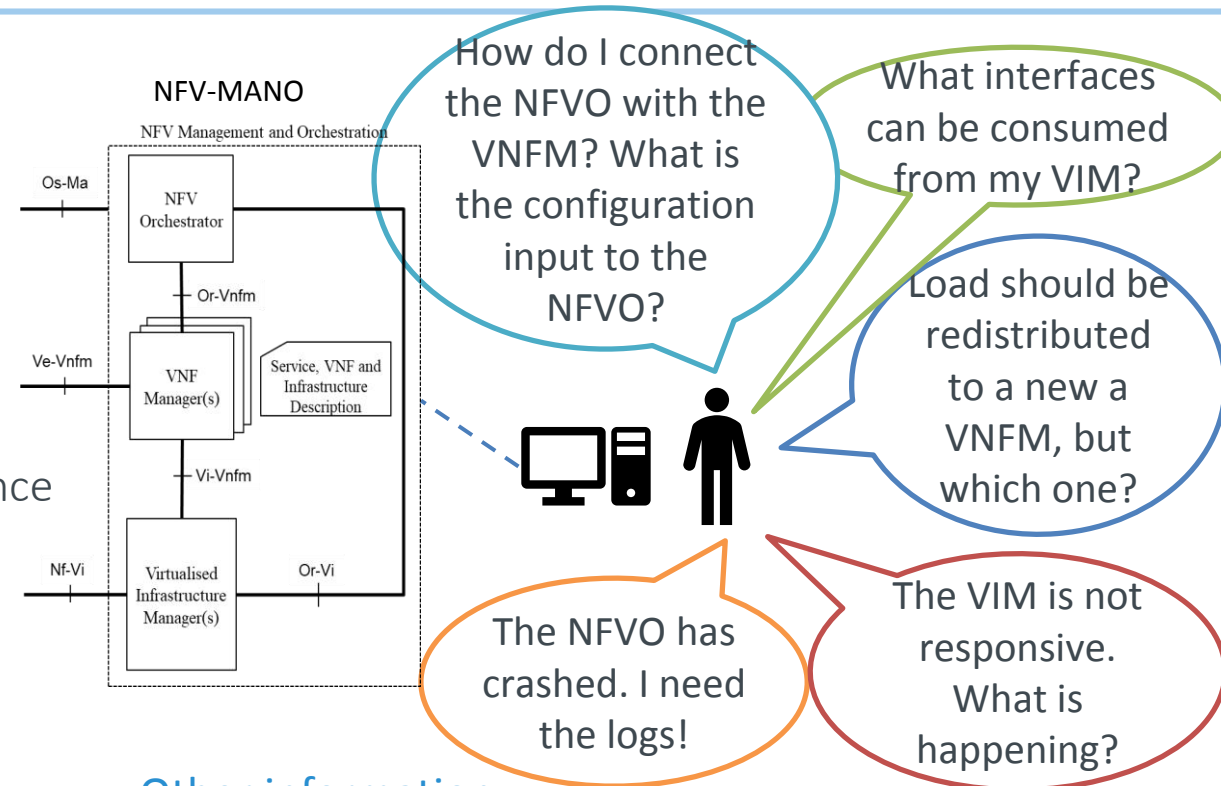 NFV-MANO
NFV Management and Orchestration
Os-Ma
NFV
Orchestrator
Or-Vnfm
Ve-Vnfm
VNF
Manager(s)
Service, VNF and
Infrastructure
Description
Vi-Vnfm
nce
Nf-Vi
Virtualised
Infrastructure
Manager(s)
Or-Vi
How do I connect
the NFVO with the
VNFM? What is
the configuration
input to the
NFVO?
What interfaces
can be consumed
from my VIM?
Load should be
redistributed
to a new a
VNFM, but
which one?
The NFVO has
crashed. I need
the logs!
The VIM is not
responsive.
What is
happening?
Other information